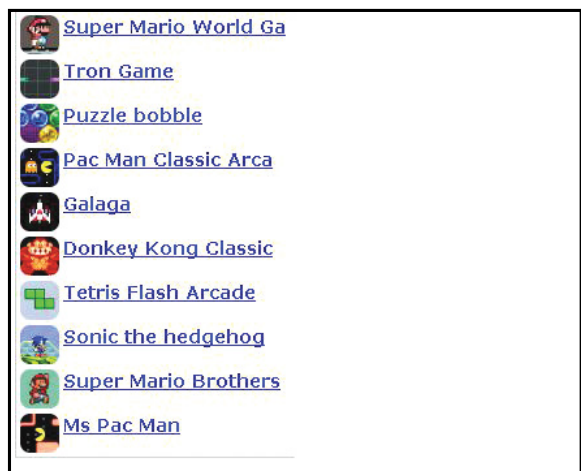 Super Mario World Ga
Tron Game
Puzzle bobble
Pac Man Classic Arca
Galaga
Donkey Kong Classic
Tetris Flash Arcade
Sonic the hedgehog
Super Mario Brothers
Ms Pac Man